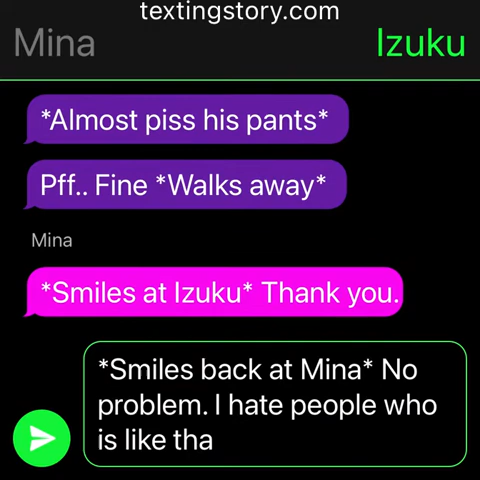 textingstory.com
Mina Izuku
*Almost piss his pants*
Pff.. Fine *Walks away*
Mina
*Smiles at Izuku* Thank you.
*Smiles back at Mina* No
problem. I hate people who
is like tha